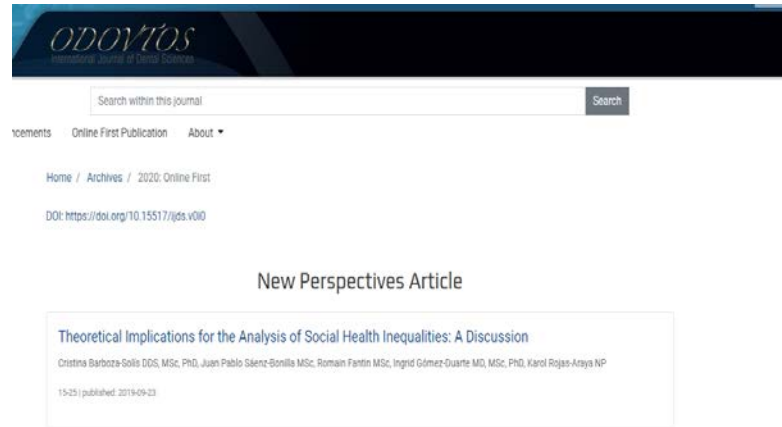 ODOVTOS
International Journal of Dental Sciences
Search within this journal
Search
ncements Online First Publication About
Home / Archives / 2020: Online First
DOI: https://doi.org/10.15517/ijds.v0i0
New Perspectives Article
Theoretical Implications for the Analysis of Social Health Inequalities: A Discussion
Cristina Barboza-Solís DDS, MSc, PhD, Juan Pablo Sáenz-Bonilla MSc, Romain Fantin MSc, Ingrid Gómez-Duarte MD, MSc, PhD, Karol Rojas-Araya NP
15-25 | published: 2019-09-23